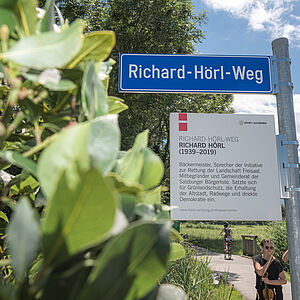 Richard-Hörl-Weg
STADT SALZBURG
RICHARD-HÖRL-WEG
RICHARD HÖRL
(1939–2019)
Bäckermeister, Sprecher der Initiative
zur Rettung der Landschaft Freisaal,
Mitbegründer und Gemeinderat der
Salzburger Bürgerliste. Setzte sich
für Grünlandschutz, die Erhaltung
der Altstadt, Radwege und direkte
Demokratie ein.